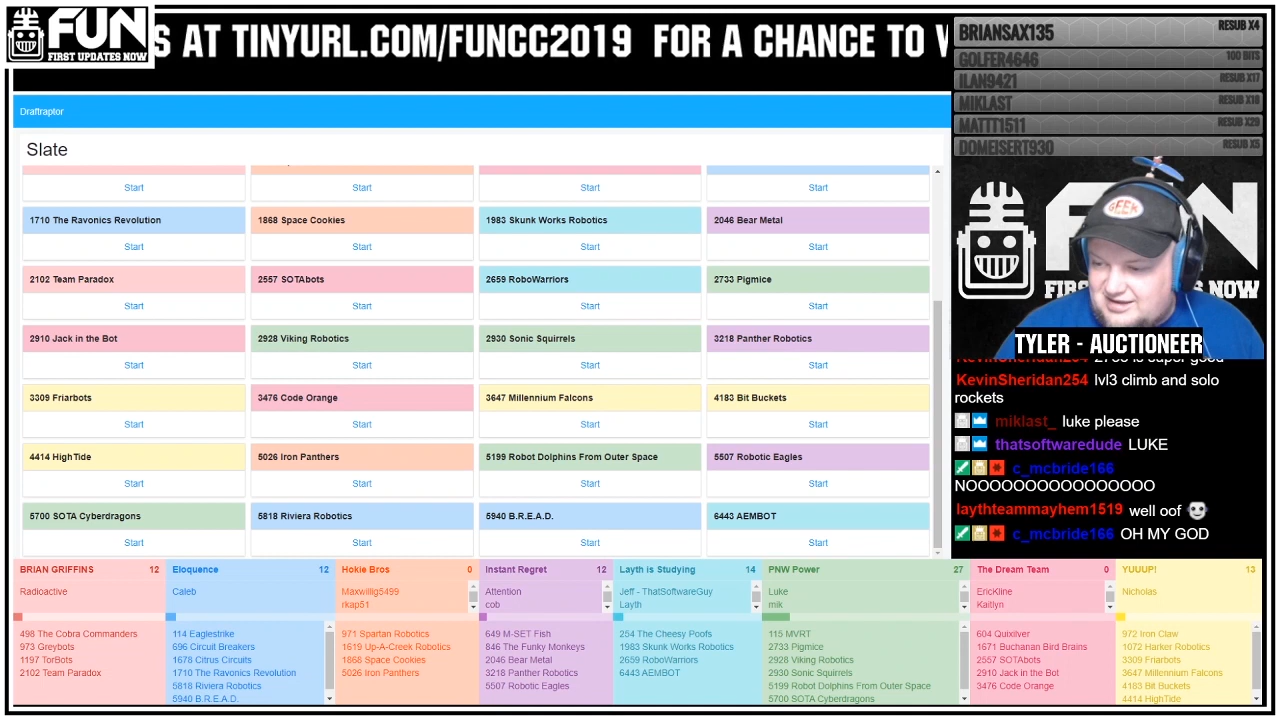 FUN
FIRST UPDATES NOW
S AT TINYURL.COM/FUNCC2019 FOR A CHANCE TO
BRIANSAX135 RESUB X4
GOLFER4646 100 BITS
ILAN9421 RESUB X17
MIKLAST RESUB X18
MATTT1511 RESUB X29
DOMEISERT930 RESUB X5
Draftraptor
Slate
Start Start Start Start
1710 The Ravonics Revolution 1868 Space Cookies 1983 Skunk Works Robotics 2046 Bear Metal
Start Start Start Start
2102 Team Paradox 2557 SOTAbots 2659 RoboWarriors 2733 Pigmice
Start Start Start Start
2910 Jack in the Bot 2928 Viking Robotics 2930 Sonic Squirrels 3218 Panther Robotics
Start Start Start Start
3309 Friarbots 3476 Code Orange 3647 Millennium Falcons 4183 Bit Buckets
Start Start Start Start
4414 HighTide 5026 Iron Panthers 5199 Robot Dolphins From Outer Space 5507 Robotic Eagles
Start Start Start Start
5700 SOTA Cyberdragons 5818 Riviera Robotics 5940 B.R.E.A.D. 6443 AEMBOT
Start Start Start Start
GEEK
TYLER - AUCTIONEER
KevinSheridan254 2733 is super good
KevinSheridan254 lvl3 climb and solo
rockets
miklast_ luke please
thatsoftwaredude LUKE
c_mcbride166
NOOOOOOOOOOOOOOOO
laythteammayhem1519 well oof
c_mcbride166 OH MY GOD
BRIAN GRIFFINS 12
Radioactive
498 The Cobra Commanders
973 Greybots
1197 TorBots
2102 Team Paradox
Eloquence 12
Caleb
114 Eaglestrike
696 Circuit Breakers
1678 Citrus Circuits
1710 The Ravonics Revolution
5818 Riviera Robotics
5940 B.R.E.A.D.
Hokie Bros 0
Maxwillig5499
rkap51
971 Spartan Robotics
1619 Up-A-Creek Robotics
1868 Space Cookies
5026 Iron Panthers
Instant Regret 12
Attention
cob
649 M-SET Fish
846 The Funky Monkeys
2046 Bear Metal
3218 Panther Robotics
5507 Robotic Eagles
Layth is Studying 14
Jeff - ThatSoftwareGuy
Layth
254 The Cheesy Poofs
1983 Skunk Works Robotics
2659 RoboWarriors
6443 AEMBOT
PNW Power 27
Luke
mik
115 MVRT
2733 Pigmice
2928 Viking Robotics
2930 Sonic Squirrels
5199 Robot Dolphins From Outer Space
5700 SOTA Cyberdragons
The Dream Team 0
EricKline
Kaitlyn
604 Quixilver
1671 Buchanan Bird Brains
2557 SOTAbots
2910 Jack in the Bot
3476 Code Orange
YUUUP! 13
Nicholas
972 Iron Claw
1072 Harker Robotics
3309 Friarbots
3647 Millennium Falcons
4183 Bit Buckets
4414 HighTide